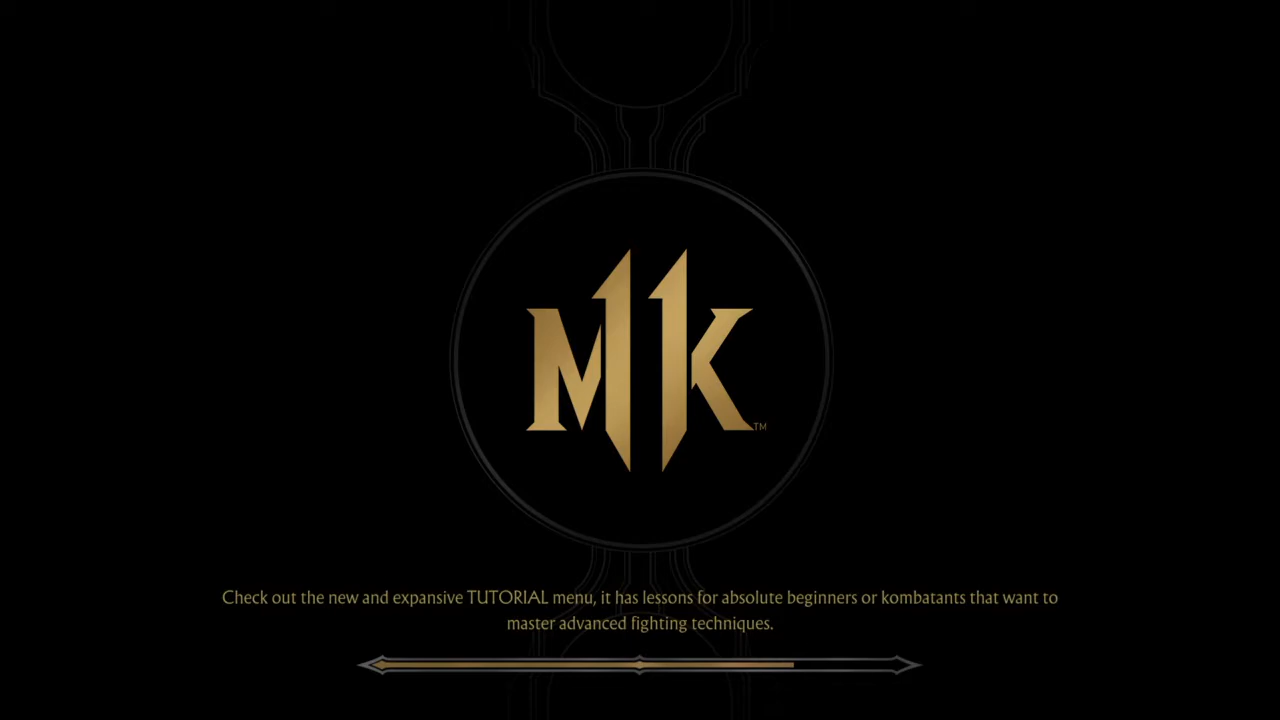 M11K™
Check out the new and expansive TUTORIAL menu, it has lessons for absolute beginners or kombatants that want to
master advanced fighting techniques.